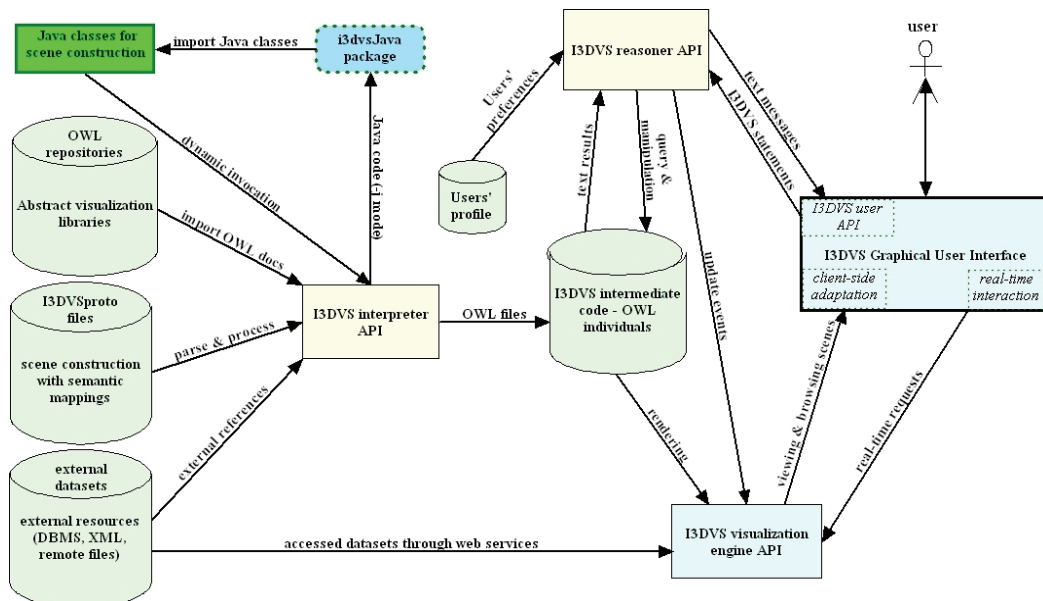 Java classes for
scene construction
import Java classes
i3dvsJava
package
I3DVS reasoner API
user
Users'
preferences
text messages
I3DVS statements
OWL
repositories
Abstract visualization
libraries
dynamic invocation
Java code (-j mode)
Users'
profile
text results
query &
manipulation
I3DVS user
API
I3DVS Graphical User Interface
client-side
adaptation
real-time
interaction
import OWL docs
update events
I3DVSproto
files
scene construction
with semantic
mappings
parse & process
I3DVS interpreter
API
OWL files
I3DVS intermediate
code - OWL
individuals
external references
rendering
viewing & browsing scenes
real-time requests
external
datasets
external resources
(DBMS, XML,
remote files)
accessed datasets through web services
I3DVS visualization
engine API